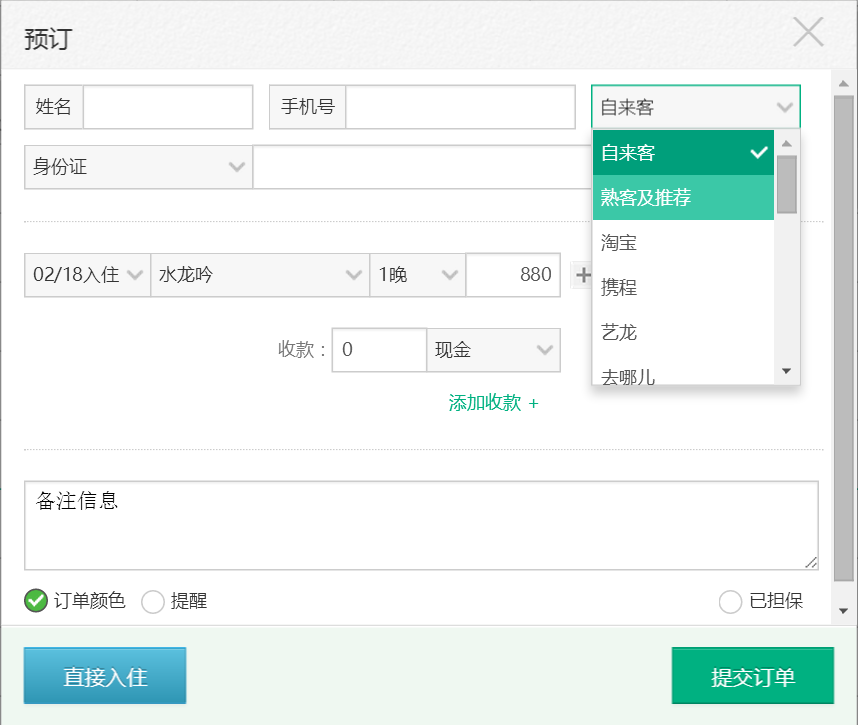 预订
姓名
手机号
自来客
身份证
自来客
熟客及推荐
淘宝
携程
艺龙
去哪儿
02/18入住 水龙吟 1晚 880 +
收款： 0 现金
添加收款 +
备注信息
订单颜色 提醒 已担保
直接入住 提交订单